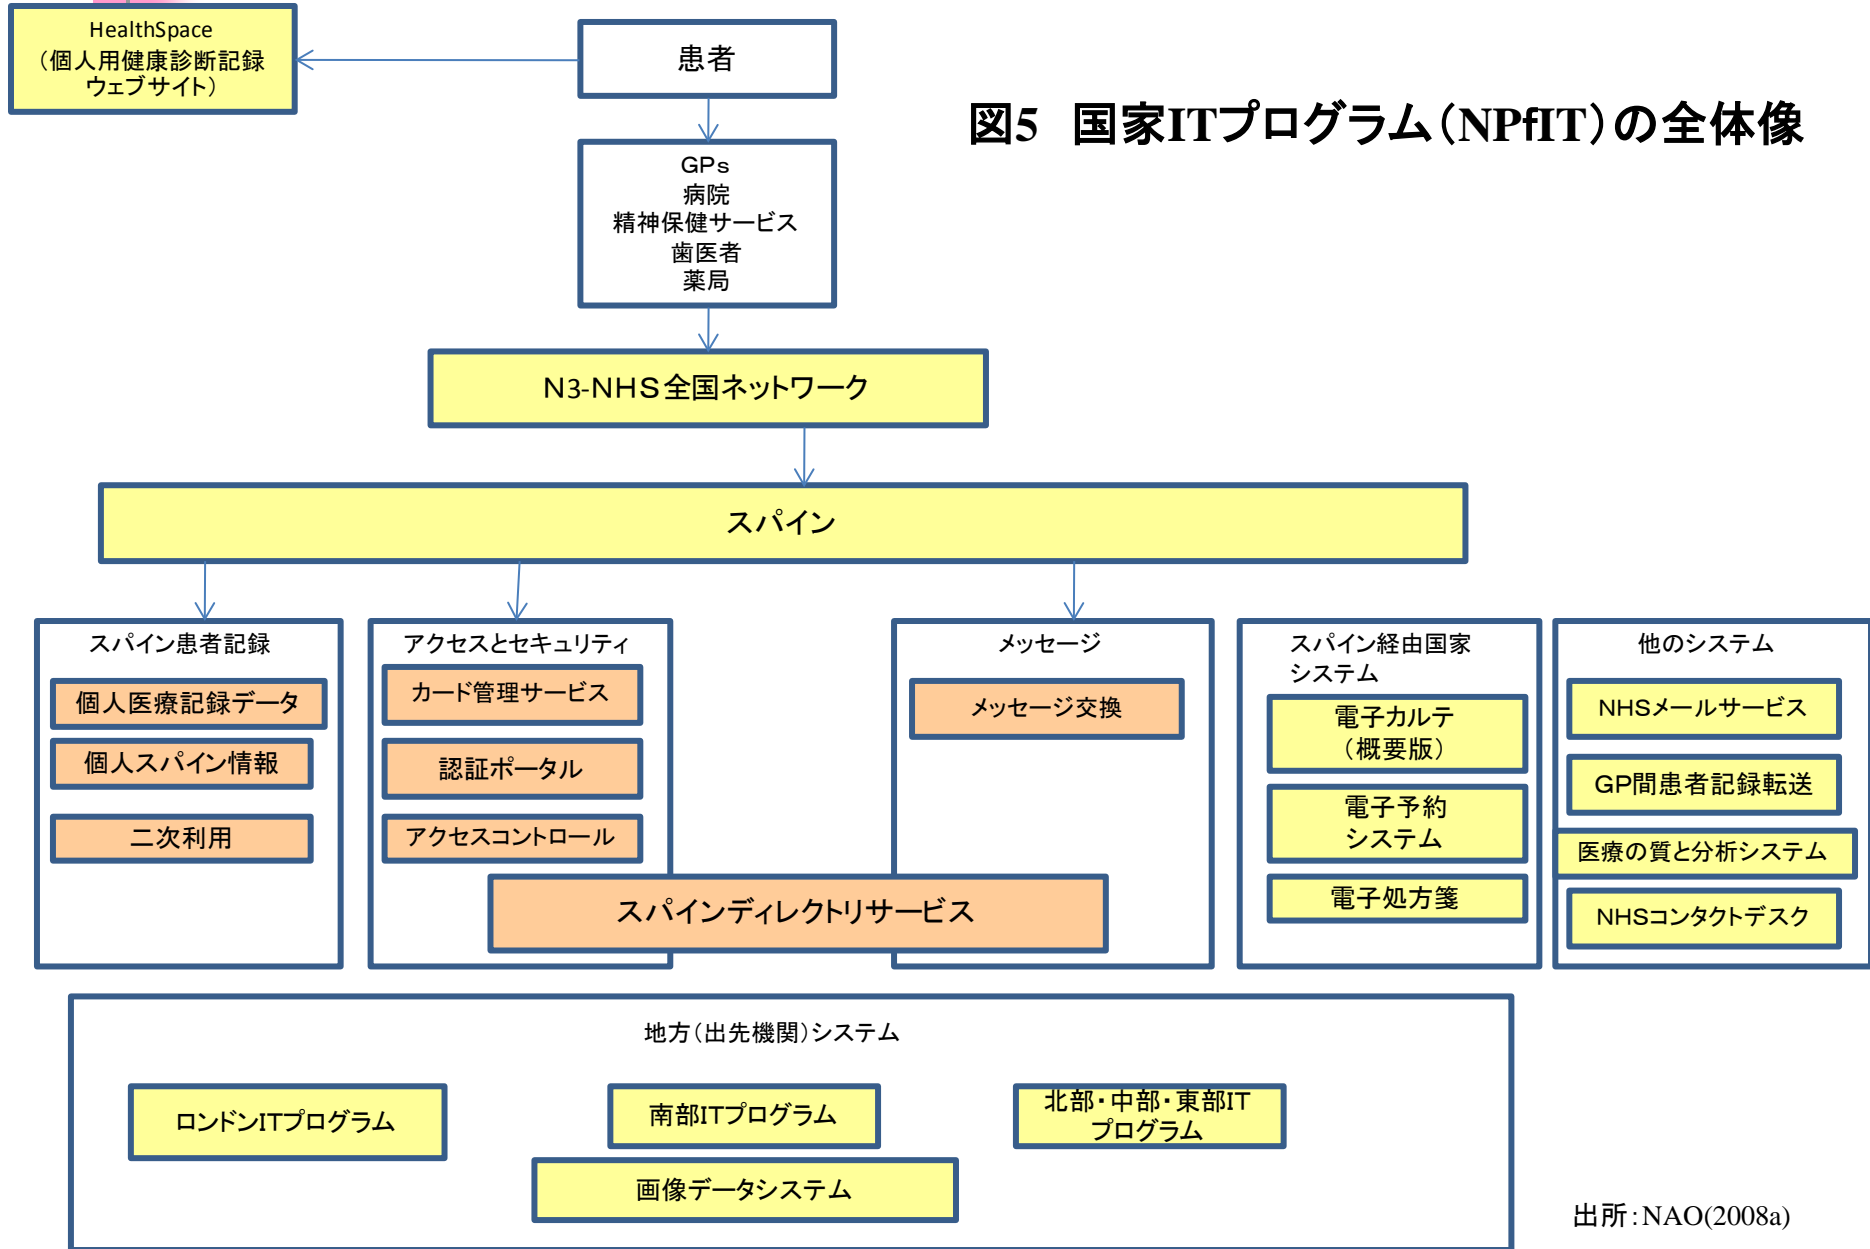 HealthSpace
（個人用健康診断記録
ウェブサイト）
患者
図5　国家ITプログラム（NPfIT）の全体像
GPs
病院
精神保健サービス
歯医者
薬局
N3-NHS全国ネットワーク
スパイン
スパイン患者記録
個人医療記録データ
個人スパイン情報
二次利用
アクセスとセキュリティ
カード管理サービス
認証ポータル
アクセスコントロール
メッセージ
メッセージ交換
スパインディレクトリサービス
スパイン経由国家
システム
電子カルテ
（概要版）
電子予約
システム
電子処方箋
他のシステム
NHSメールサービス
GP間患者記録転送
医療の質と分析システム
NHSコンタクトデスク
地方（出先機関）システム
ロンドンITプログラム
南部ITプログラム
北部・中部・東部IT
プログラム
画像データシステム
出所：NAO(2008a)